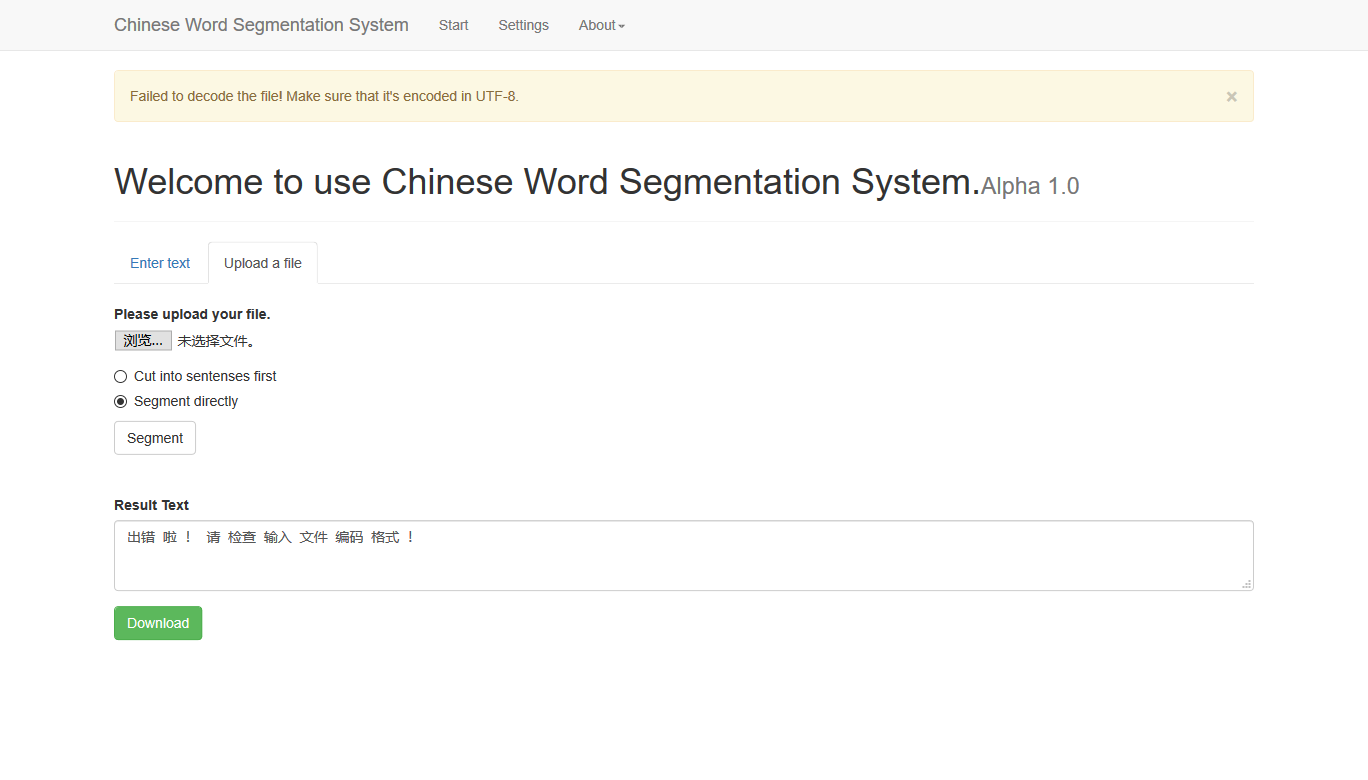 Chinese Word Segmentation System Start Settings About
Failed to decode the file! Make sure that it's encoded in UTF-8. ×
Welcome to use Chinese Word Segmentation System.Alpha 1.0
Enter text Upload a file
Please upload your file.
浏览... 未选择文件。
Cut into sentenses first
Segment directly
Segment
Result Text
出错 啦 ! 请 检查 输入 文件 编码 格式 !
Download